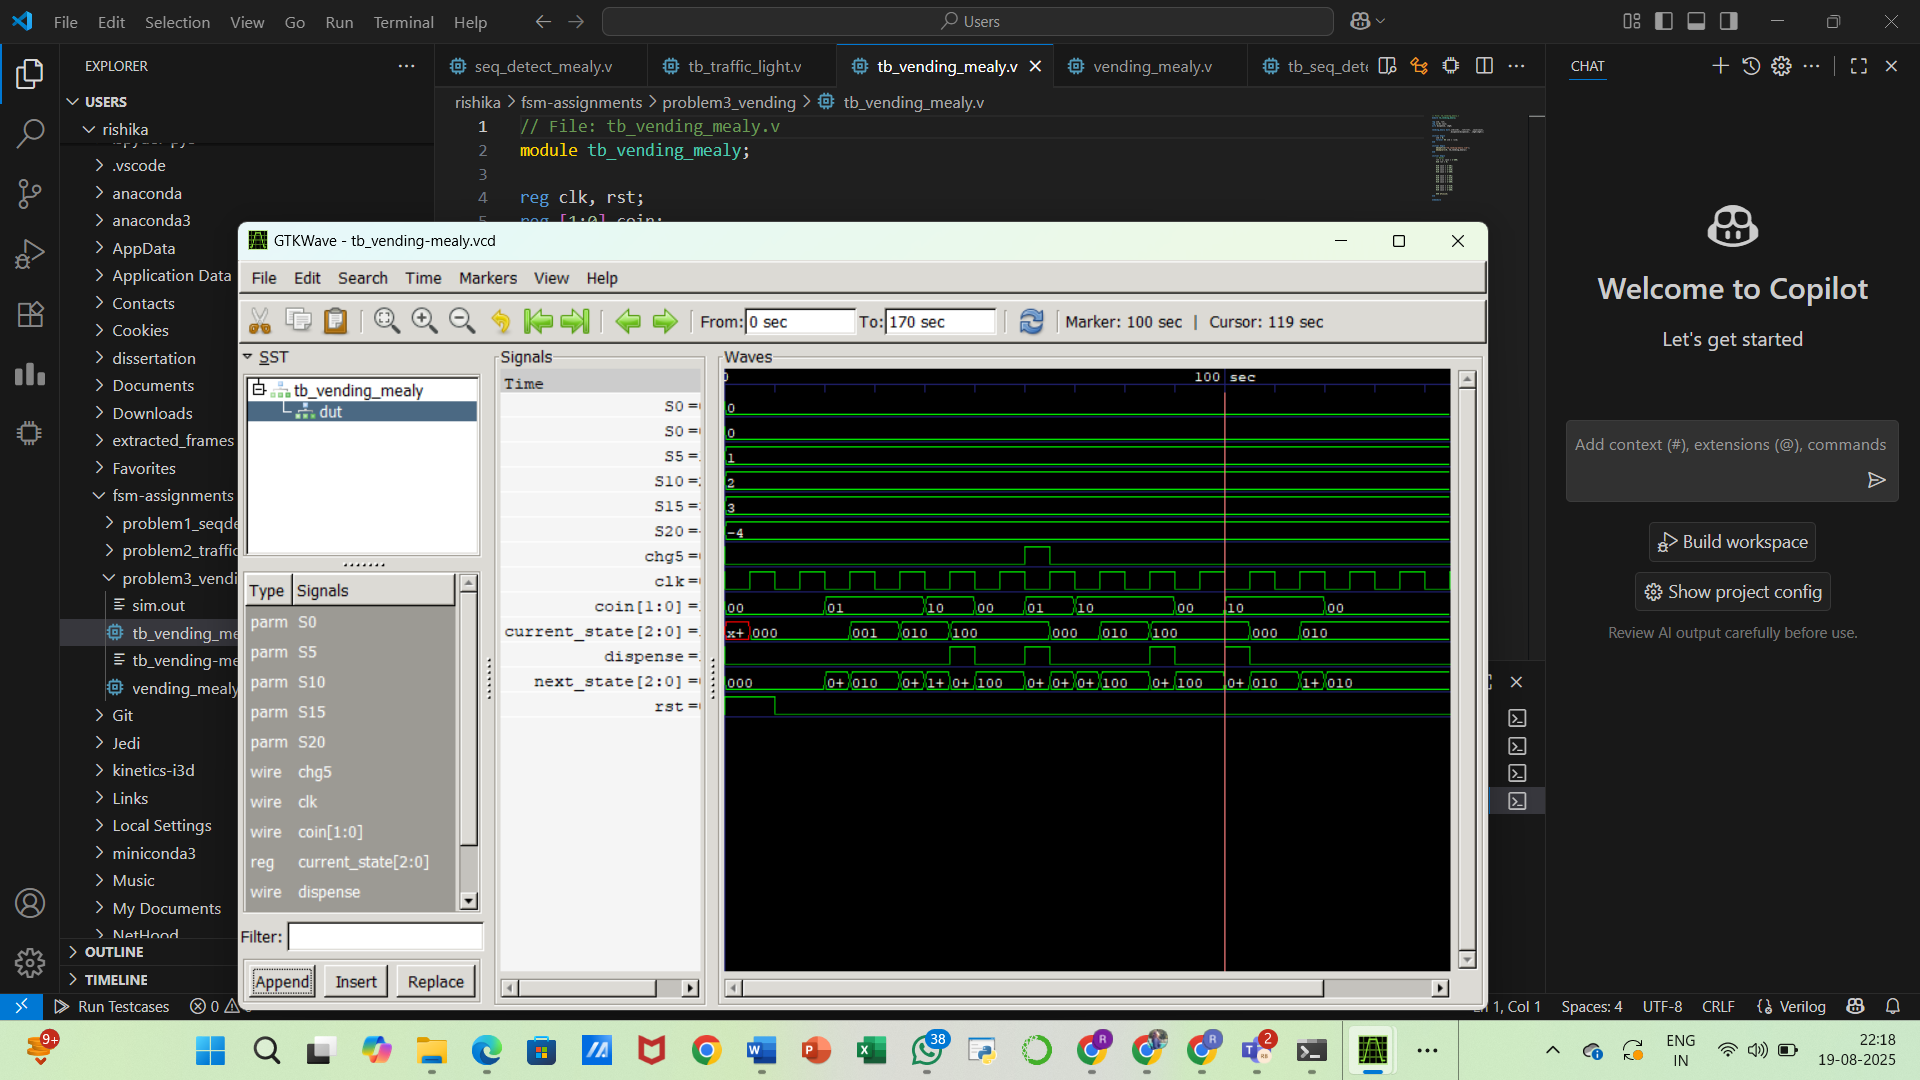 File Edit Selection View Go Run Terminal Help
Users
EXPLORER
USERS
rishika
.vscode
anaconda
anaconda3
AppData
Application Data
Contacts
Cookies
dissertation
Documents
Downloads
extracted_frames
Favorites
fsm-assignments
problem1_seqde
problem2_traffic
problem3_vendi
sim.out
tb_vending_me
tb_vending-me
vending_mealy
Git
Jedi
kinetics-i3d
Links
Local Settings
miniconda3
Music
My Documents
NetHood
OUTLINE
TIMELINE
seq_detect_mealy.v tb_traffic_light.v tb_vending_mealy.v vending_mealy.v tb_seq_dete
rishika > fsm-assignments > problem3_vending > tb_vending_mealy.v
1 // File: tb_vending_mealy.v
2 module tb_vending_mealy;
3
4 reg clk, rst;
5 reg [1:0] coin;
GTKWave - tb_vending-mealy.vcd
File Edit Search Time Markers View Help
From: 0 sec To: 170 sec Marker: 100 sec | Cursor: 119 sec
SST
tb_vending_mealy
dut
Type Signals
parm S0
parm S5
parm S10
parm S15
parm S20
wire chg5
wire clk
wire coin[1:0]
reg current_state[2:0]
wire dispense
Filter:
Append Insert Replace
Signals
Time
S0 =
S0 =
S5 =
S10 =
S15 =
S20 =
chg5 =
clk =
coin[1:0] =
current_state[2:0] =
dispense =
next_state[2:0] =
rst =
Waves
0 100 sec
0
0
1
2
3
-4
00 01 10 00 01 10 00 10 00
x+ 000 001 010 100 000 010 100 000 010
000 0+ 010 0+ 1+ 0+ 100 0+ 0+ 0+ 100 0+ 100 0+ 010 1+ 010
CHAT
Welcome to Copilot
Let's get started
Add context (#), extensions (@), commands
Build workspace
Show project config
Review AI output carefully before use.
Run Testcases 0 Ln 1, Col 1 Spaces: 4 UTF-8 CRLF Verilog
9+ 38 R R 2
ENG
IN
22:18
19-08-2025